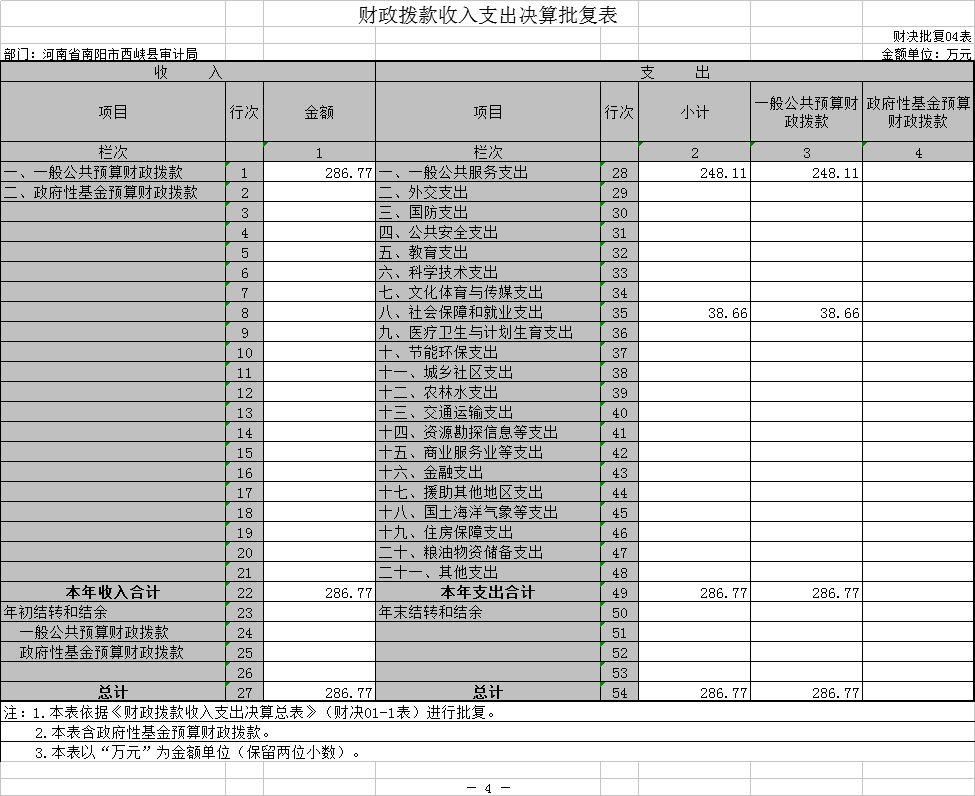 财政拨款收入支出决算批复表
财决批复04表
部门：河南省南阳市西峡县审计局 金额单位：万元
收 入 支 出
项目 行次 金额 项目 行次 小计 一般公共预算财政拨款 政府性基金预算财政拨款
栏次 1 栏次 2 3 4
一、一般公共预算财政拨款 1 286.77 一、一般公共服务支出 28 248.11 248.11
二、政府性基金预算财政拨款 2 二、外交支出 29
3 三、国防支出 30
4 四、公共安全支出 31
5 五、教育支出 32
6 六、科学技术支出 33
7 七、文化体育与传媒支出 34
8 八、社会保障和就业支出 35 38.66 38.66
9 九、医疗卫生与计划生育支出 36
10 十、节能环保支出 37
11 十一、城乡社区支出 38
12 十二、农林水支出 39
13 十三、交通运输支出 40
14 十四、资源勘探信息等支出 41
15 十五、商业服务业等支出 42
16 十六、金融支出 43
17 十七、援助其他地区支出 44
18 十八、国土海洋气象等支出 45
19 十九、住房保障支出 46
20 二十、粮油物资储备支出 47
21 二十一、其他支出 48
本年收入合计 22 286.77 本年支出合计 49 286.77 286.77
年初结转和结余 23 年末结转和结余 50
一般公共预算财政拨款 24 51
政府性基金预算财政拨款 25 52
26 53
总计 27 286.77 总计 54 286.77 286.77
注：1.本表依据《财政拨款收入支出决算总表》（财决01-1表）进行批复。
2.本表含政府性基金预算财政拨款。
3.本表以“万元”为金额单位（保留两位小数）。
— 4 —